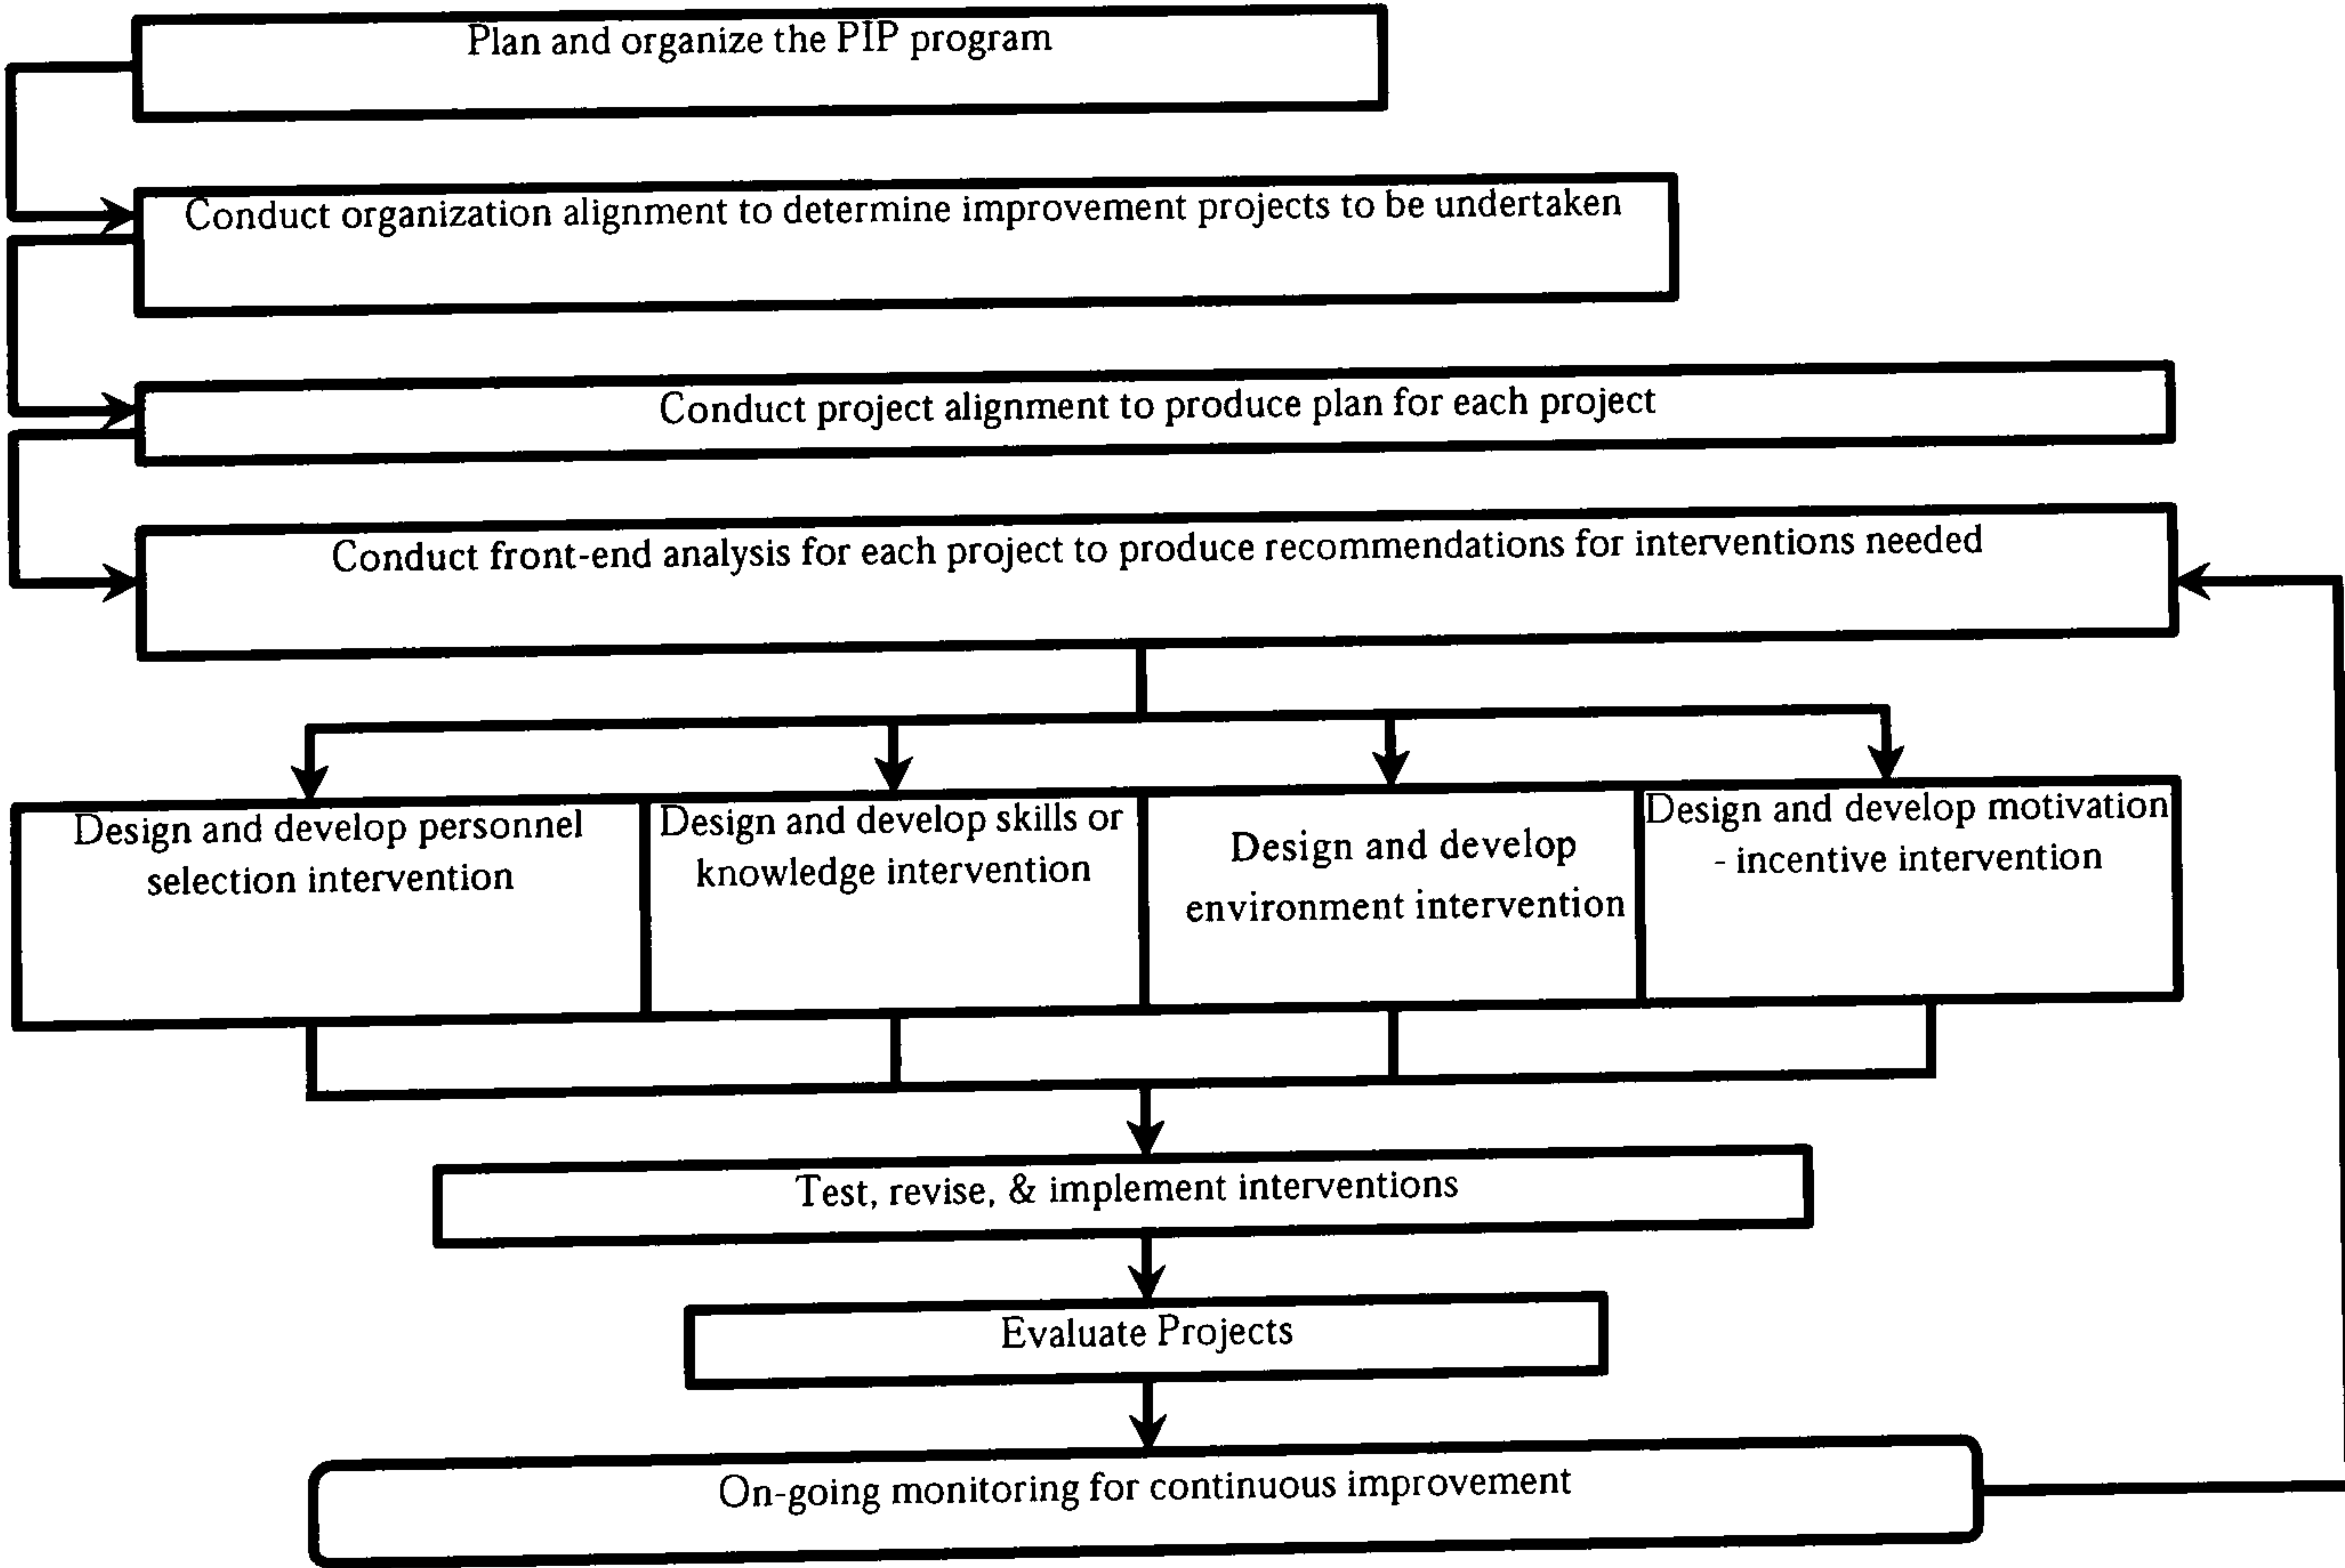 Plan and organize the PIP program
Conduct organization alignment to determine improvement projects to be undertaken
Conduct project alignment to produce plan for each project
Conduct front-end analysis for each project to produce recommendations for interventions needed
Design and develop personnel
selection intervention
Design and develop skills or
knowledge intervention
Design and develop
environment intervention
Design and develop motivation
- incentive intervention
Test, revise, & implement interventions
Evaluate Projects
On-going monitoring for continuous improvement